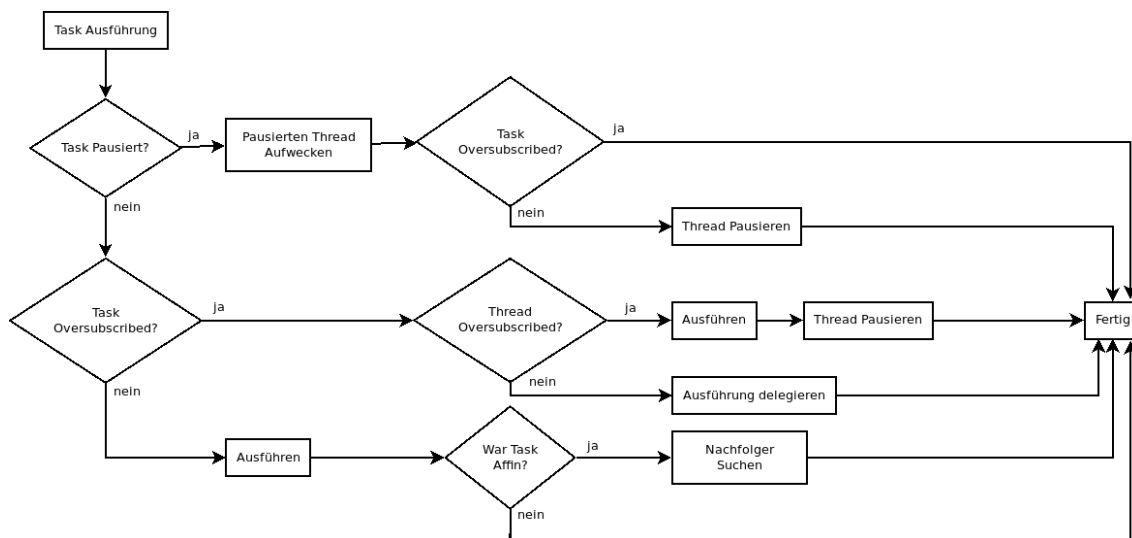 Task Ausführung
Task Pausiert?
ja
Pausierten Thread
Aufwecken
Task
Oversubscribed?
ja
nein
nein
Thread Pausieren
Task
Oversubscribed?
ja
Thread
Oversubscribed?
ja
Ausführen
Thread Pausieren
Fertig
nein
nein
Ausführung delegieren
Ausführen
War Task
Affin?
ja
Nachfolger
Suchen
nein